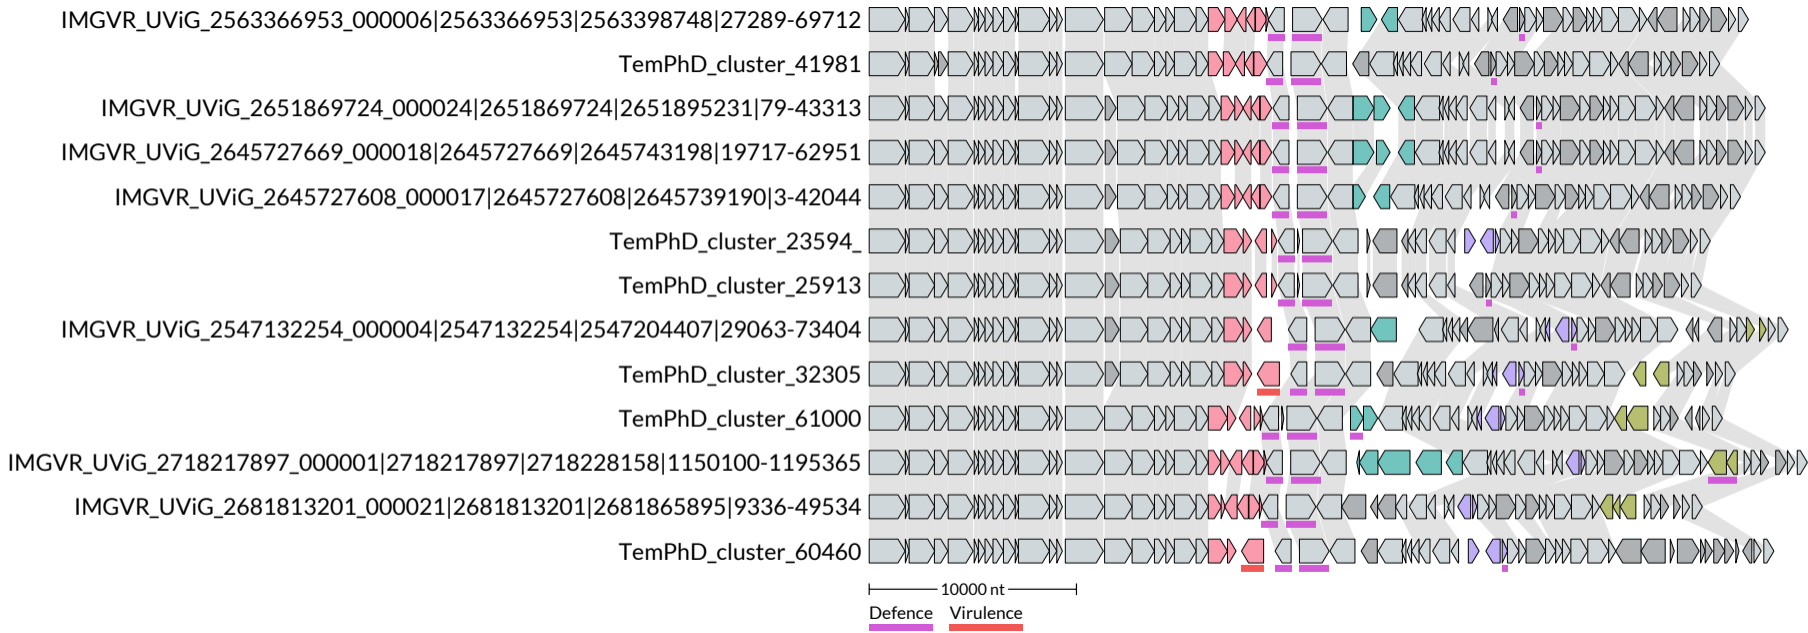 IMGVR_UViG_2563366953_000006|2563366953|2563398748|27289-69712
TemPhD_cluster_41981
IMGVR_UViG_2651869724_000024|2651869724|2651895231|79-43313
IMGVR_UViG_2645727669_000018|2645727669|2645743198|19717-62951
IMGVR_UViG_2645727608_000017|2645727608|2645739190|3-42044
TemPhD_cluster_23594_
TemPhD_cluster_25913
IMGVR_UViG_2547132254_000004|2547132254|2547204407|29063-73404
TemPhD_cluster_32305
TemPhD_cluster_61000
IMGVR_UViG_2718217897_000001|2718217897|2718228158|1150100-1195365
IMGVR_UViG_2681813201_000021|2681813201|2681865895|9336-49534
TemPhD_cluster_60460
10000 nt
Defence Virulence